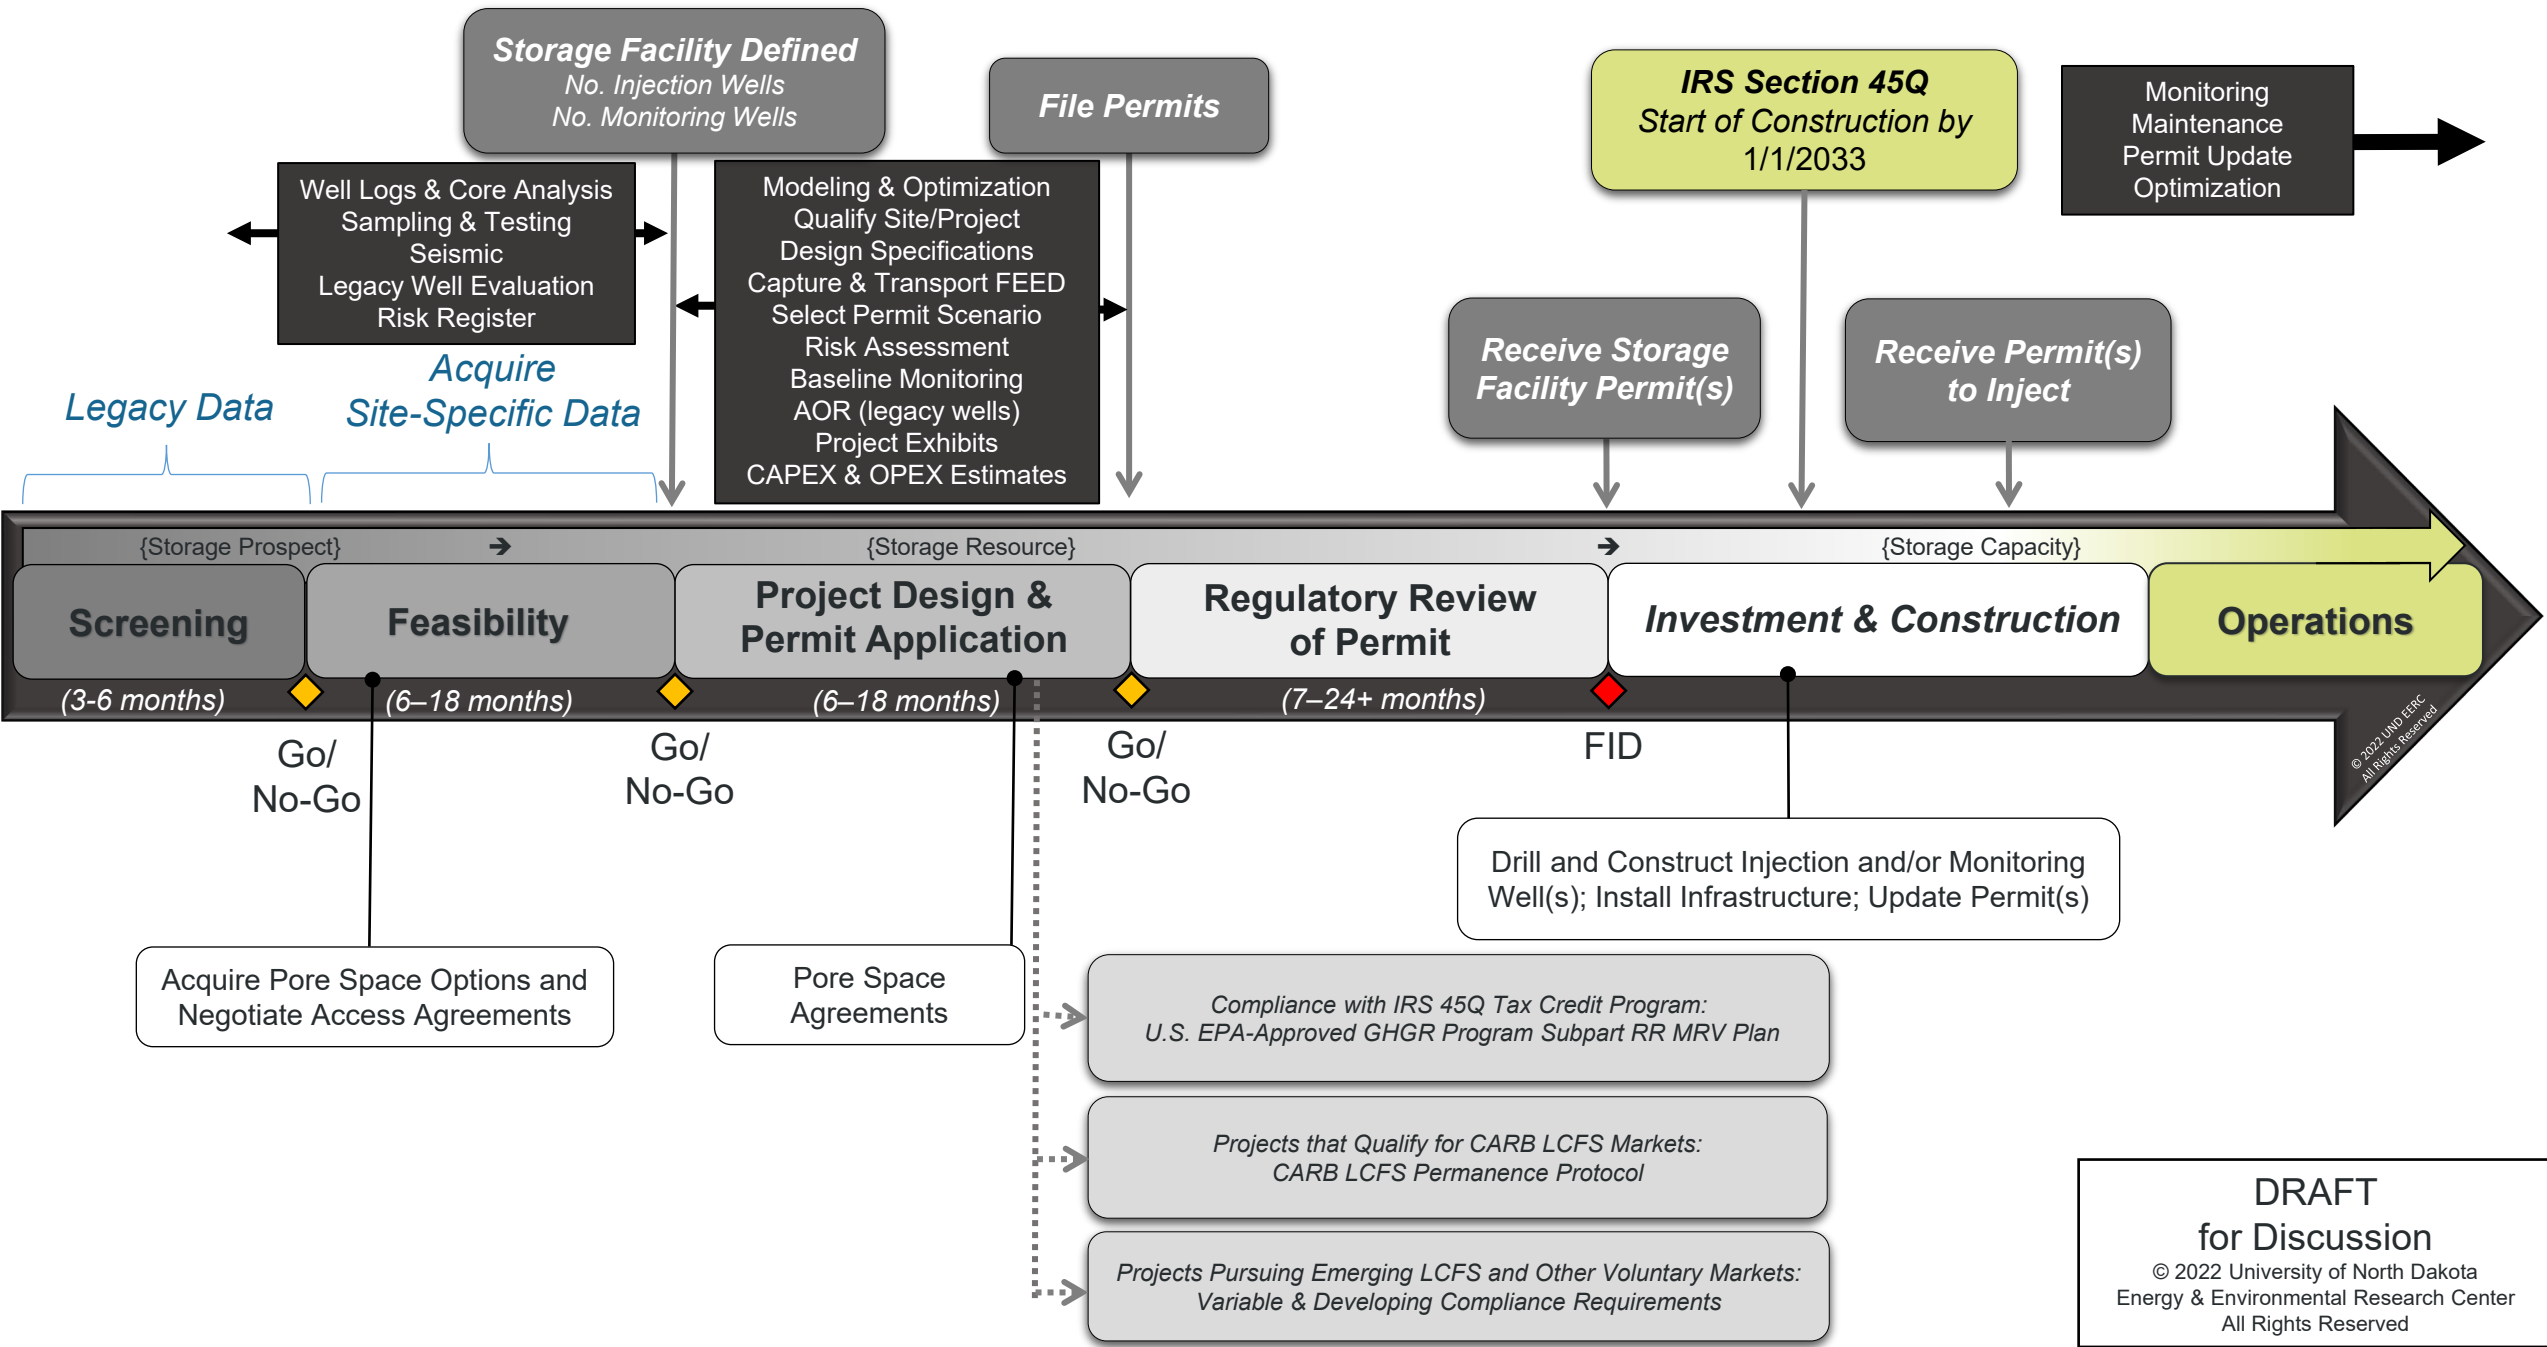 Storage Facility Defined
No. Injection Wells
No. Monitoring Wells
File Permits
IRS Section 45Q
Start of Construction by
1/1/2033
Monitoring
Maintenance
Permit Update
Optimization
Well Logs & Core Analysis
Sampling & Testing
Seismic
Legacy Well Evaluation
Risk Register
Modeling & Optimization
Qualify Site/Project
Design Specifications
Capture & Transport FEED
Select Permit Scenario
Risk Assessment
Baseline Monitoring
AOR (legacy wells)
Project Exhibits
CAPEX & OPEX Estimates
Receive Storage
Facility Permit(s)
Receive Permit(s)
to Inject
Legacy Data
Acquire
Site-Specific Data
{Storage Prospect} ➔ {Storage Resource} ➔ {Storage Capacity}
Screening
Feasibility
Project Design &
Permit Application
Regulatory Review
of Permit
Investment & Construction
Operations
(3-6 months)
(6–18 months)
(6–18 months)
(7–24+ months)
© 2022 UND EERC
All Rights Reserved
Go/
No-Go
Go/
No-Go
Go/
No-Go
FID
Drill and Construct Injection and/or Monitoring
Well(s); Install Infrastructure; Update Permit(s)
Acquire Pore Space Options and
Negotiate Access Agreements
Pore Space
Agreements
Compliance with IRS 45Q Tax Credit Program:
U.S. EPA-Approved GHGR Program Subpart RR MRV Plan
Projects that Qualify for CARB LCFS Markets:
CARB LCFS Permanence Protocol
Projects Pursuing Emerging LCFS and Other Voluntary Markets:
Variable & Developing Compliance Requirements
DRAFT
for Discussion
© 2022 University of North Dakota
Energy & Environmental Research Center
All Rights Reserved